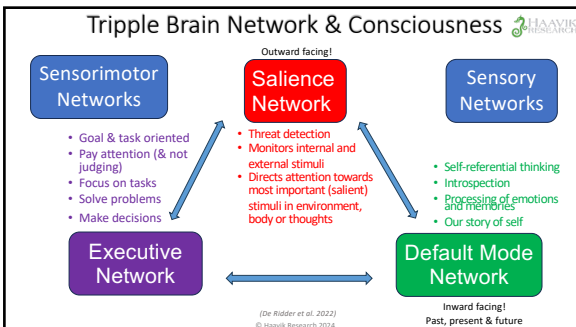 Tripple Brain Network & Consciousness
HAAVIK
RESEARCH
Outward facing!
Sensorimotor
Networks
Salience
Network
Sensory
Networks
• Goal & task oriented
• Pay attention (& not
judging)
• Focus on tasks
• Solve problems
• Make decisions
• Threat detection
• Monitors internal and
external stimuli
• Directs attention towards
most important (salient)
stimuli in environment,
body or thoughts
• Self-referential thinking
• Introspection
• Processing of emotions
and memories
• Our story of self
Executive
Network
Default Mode
Network
Inward facing!
Past, present & future
(De Ridder et al. 2022)
© Haavik Research 2024